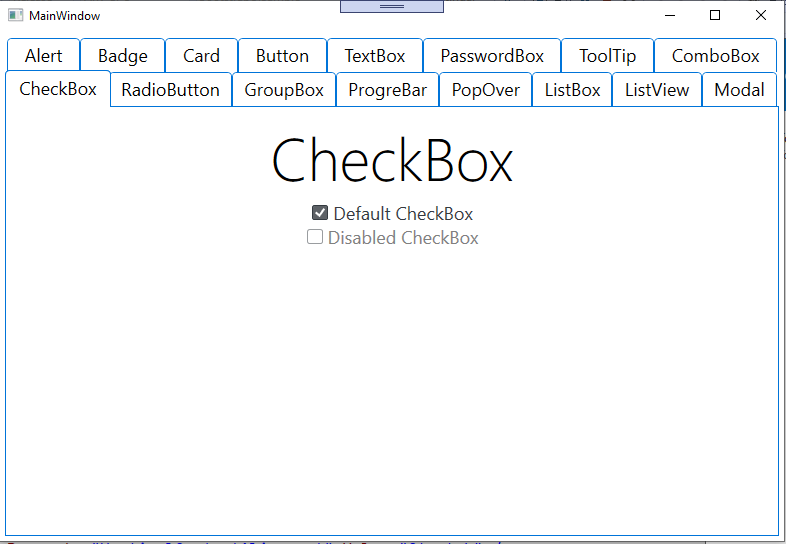 MainWindow
Alert Badge Card Button TextBox PasswordBox ToolTip ComboBox
CheckBox RadioButton GroupBox ProgreBar PopOver ListBox ListView Modal
CheckBox
Default CheckBox
Disabled CheckBox